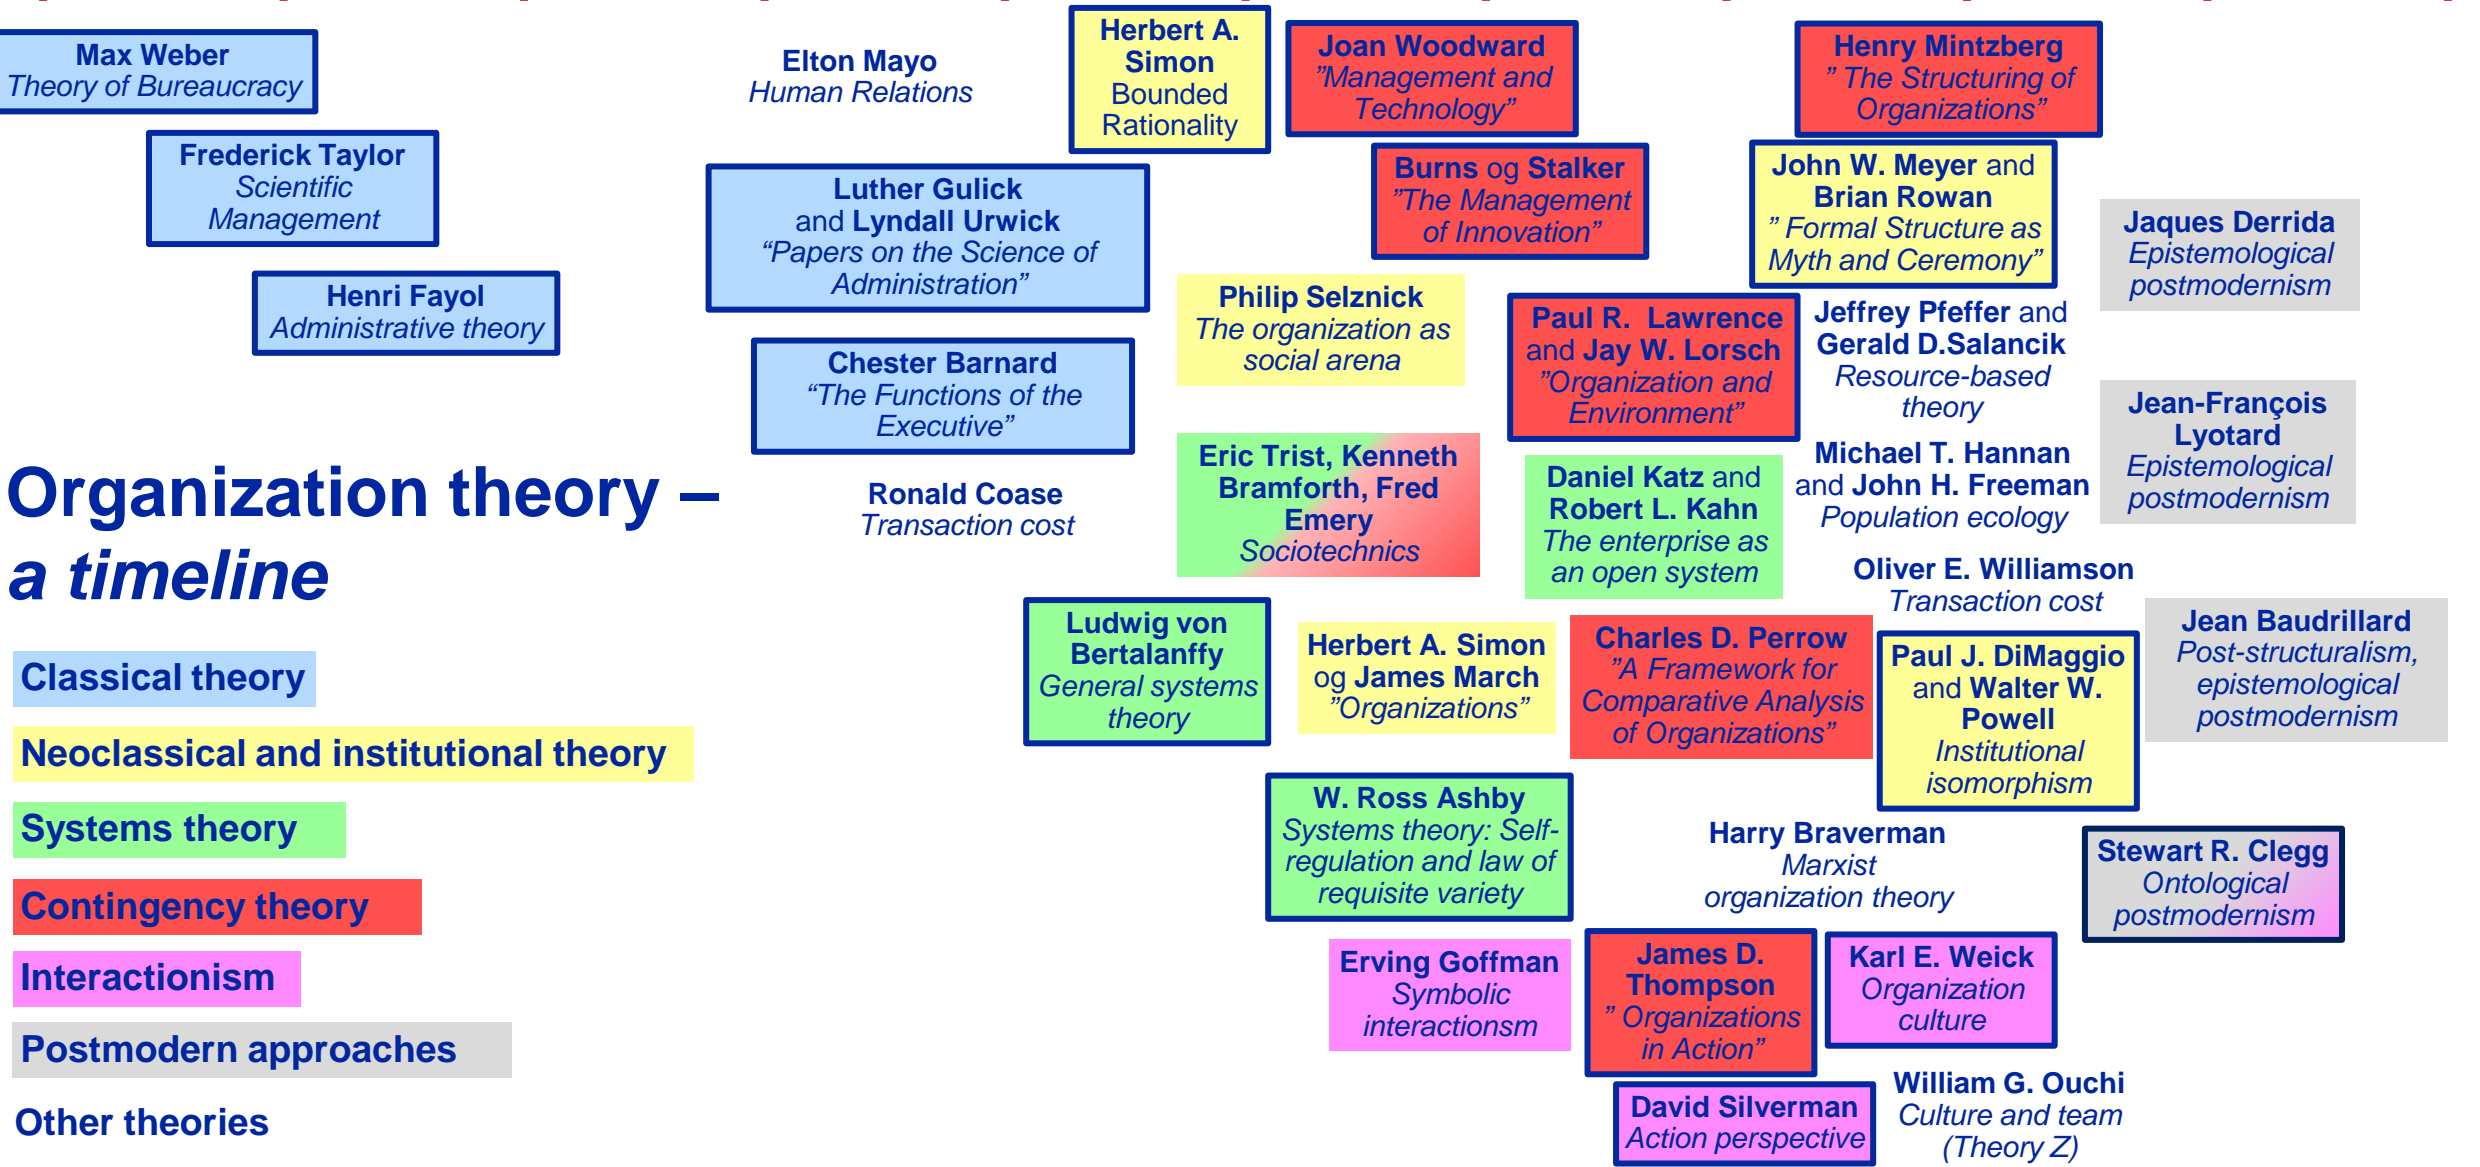 Max Weber
Theory of Bureaucracy
Frederick Taylor
Scientific
Management
Henri Fayol
Administrative theory
Elton Mayo
Human Relations
Luther Gulick
and Lyndall Urwick
“Papers on the Science of
Administration”
Chester Barnard
“The Functions of the
Executive”
Ronald Coase
Transaction cost
Herbert A.
Simon
Bounded
Rationality
Joan Woodward
”Management and
Technology”
Burns og Stalker
”The Management
of Innovation”
Philip Selznick
The organization as
social arena
Eric Trist, Kenneth
Bramforth, Fred
Emery
Sociotechnics
Ludwig von
Bertalanffy
General systems
theory
Herbert A. Simon
og James March
”Organizations”
W. Ross Ashby
Systems theory: Self-
regulation and law of
requisite variety
Erving Goffman
Symbolic
interactionsm
Paul R. Lawrence
and Jay W. Lorsch
”Organization and
Environment”
Daniel Katz and
Robert L. Kahn
The enterprise as
an open system
Charles D. Perrow
”A Framework for
Comparative Analysis
of Organizations”
Harry Braverman
Marxist
organization theory
James D.
Thompson
” Organizations
in Action”
David Silverman
Action perspective
Henry Mintzberg
” The Structuring of
Organizations”
John W. Meyer and
Brian Rowan
” Formal Structure as
Myth and Ceremony”
Jeffrey Pfeffer and
Gerald D.Salancik
Resource-based
theory
Michael T. Hannan
and John H. Freeman
Population ecology
Oliver E. Williamson
Transaction cost
Paul J. DiMaggio
and Walter W.
Powell
Institutional
isomorphism
Karl E. Weick
Organization
culture
William G. Ouchi
Culture and team
(Theory Z)
Jaques Derrida
Epistemological
postmodernism
Jean-François
Lyotard
Epistemological
postmodernism
Jean Baudrillard
Post-structuralism,
epistemological
postmodernism
Stewart R. Clegg
Ontological
postmodernism
Organization theory –
a timeline
Classical theory
Neoclassical and institutional theory
Systems theory
Contingency theory
Interactionism
Postmodern approaches
Other theories